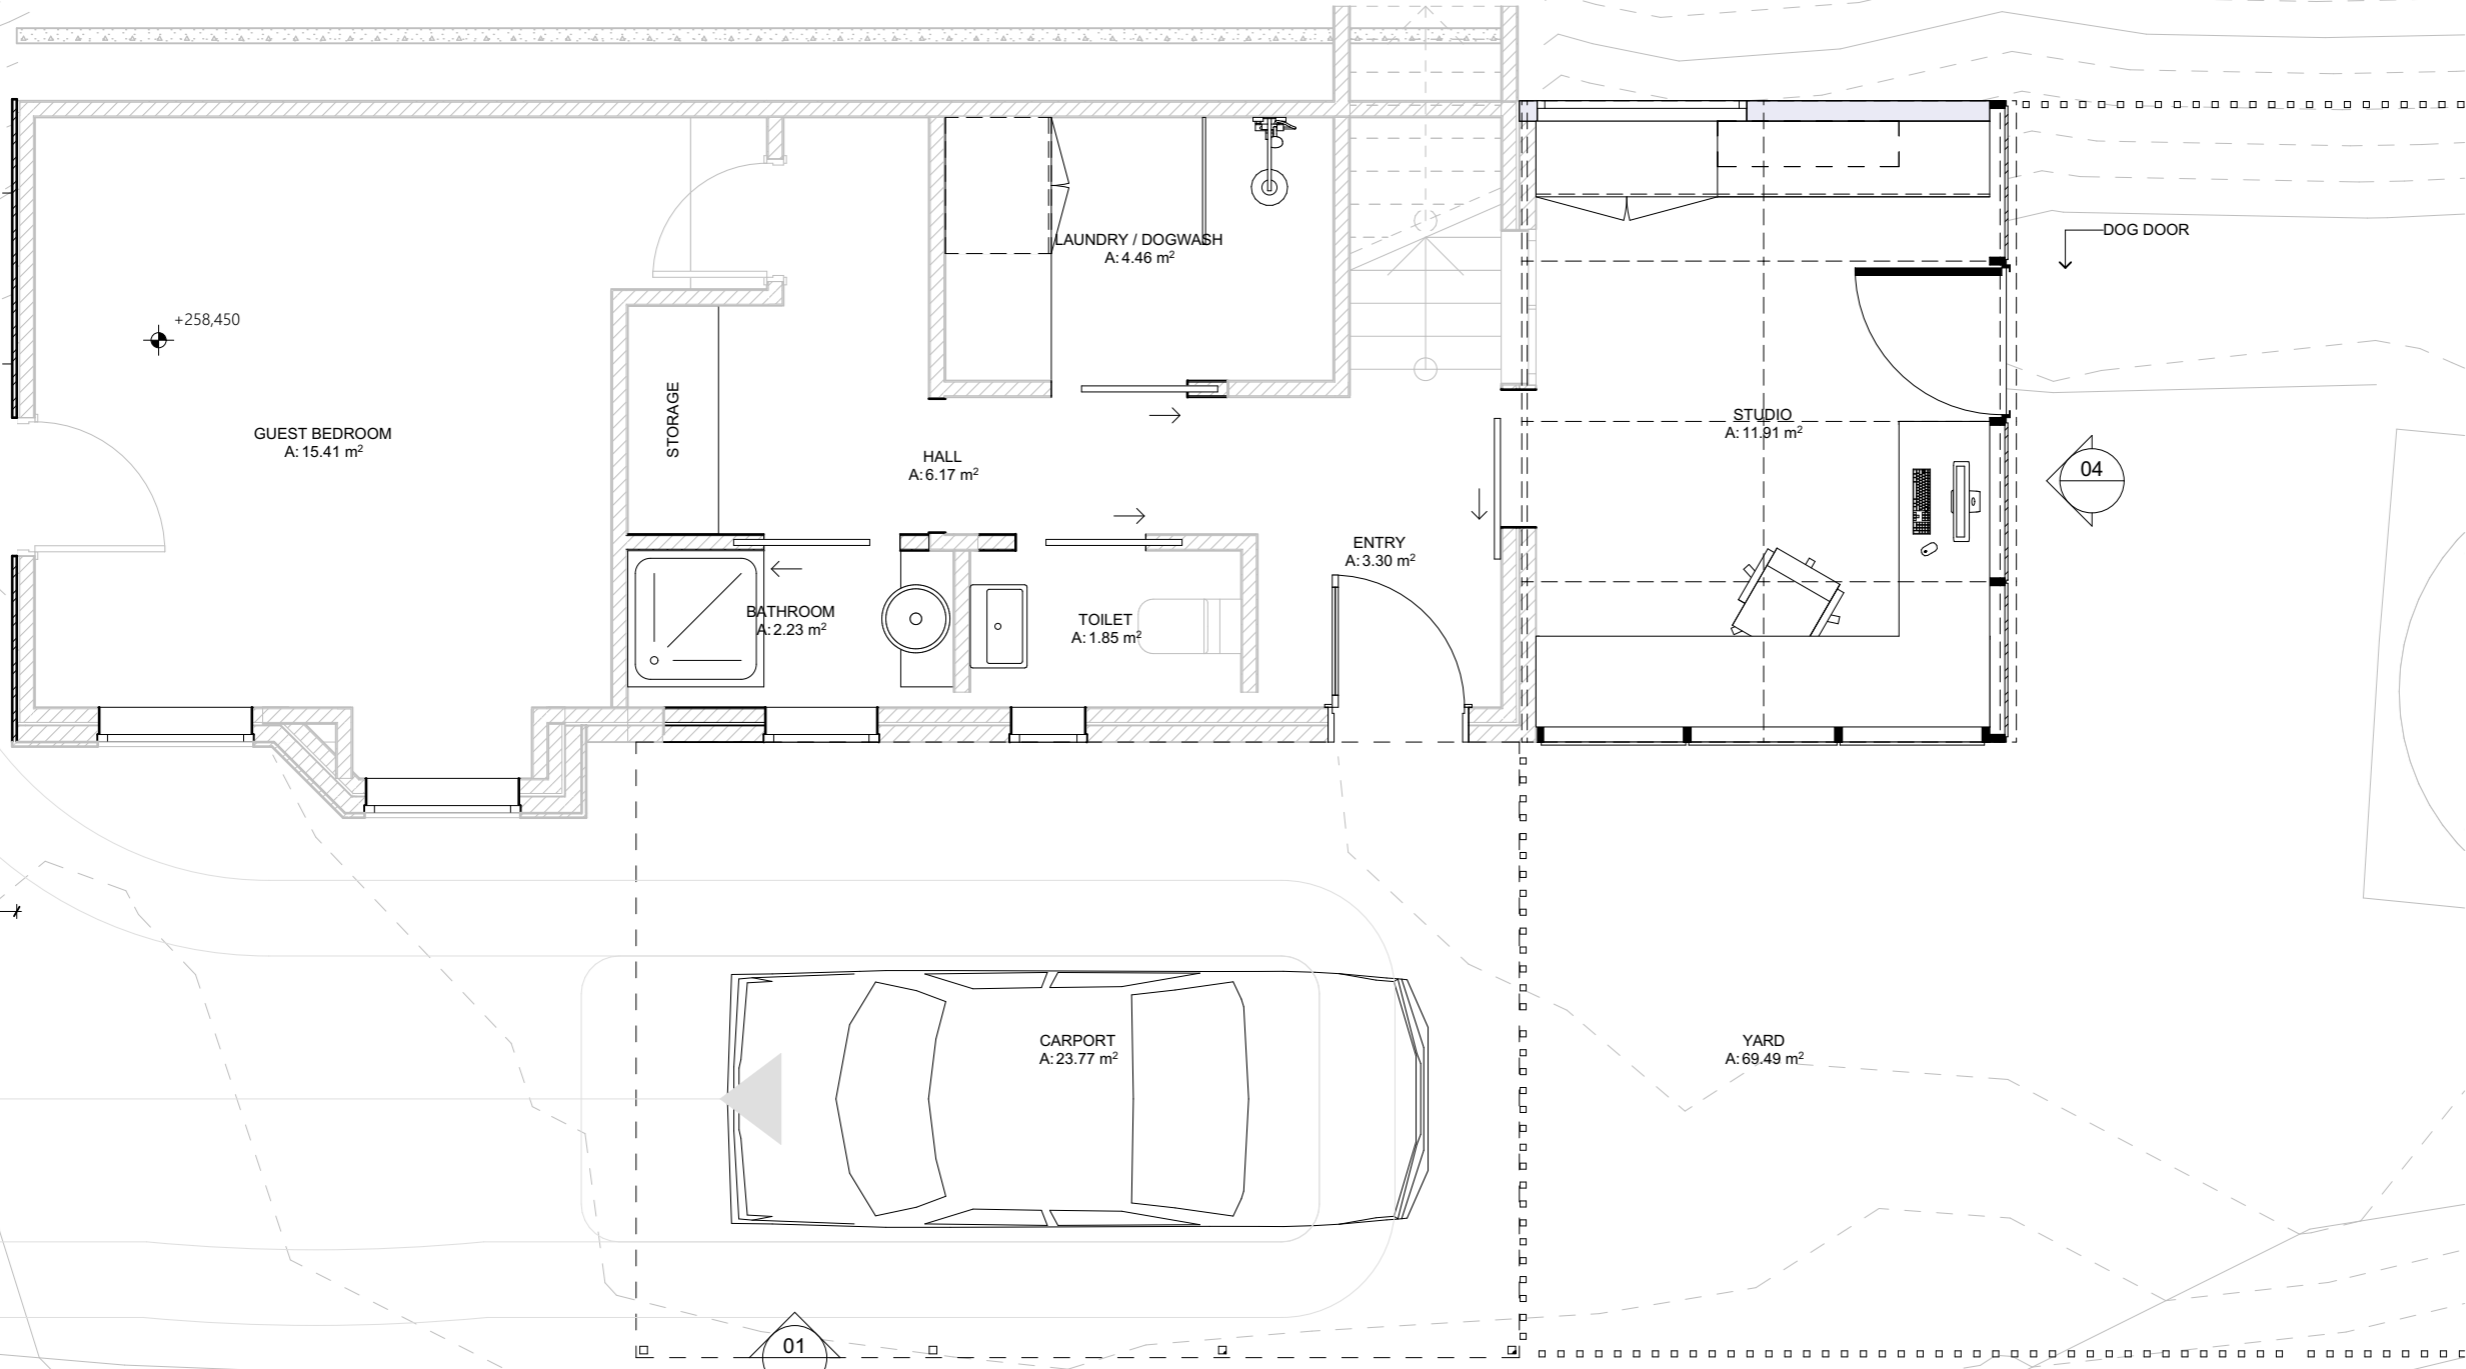 LAUNDRY / DOGWASH
A: 4.46 m²
DOG DOOR
+258,450
GUEST BEDROOM
A: 15.41 m²
STORAGE
HALL
A: 6.17 m²
STUDIO
A: 11.91 m²
04
ENTRY
A: 3.30 m²
BATHROOM
A: 2.23 m²
TOILET
A: 1.85 m²
CARPORT
A: 23.77 m²
YARD
A: 69.49 m²
01